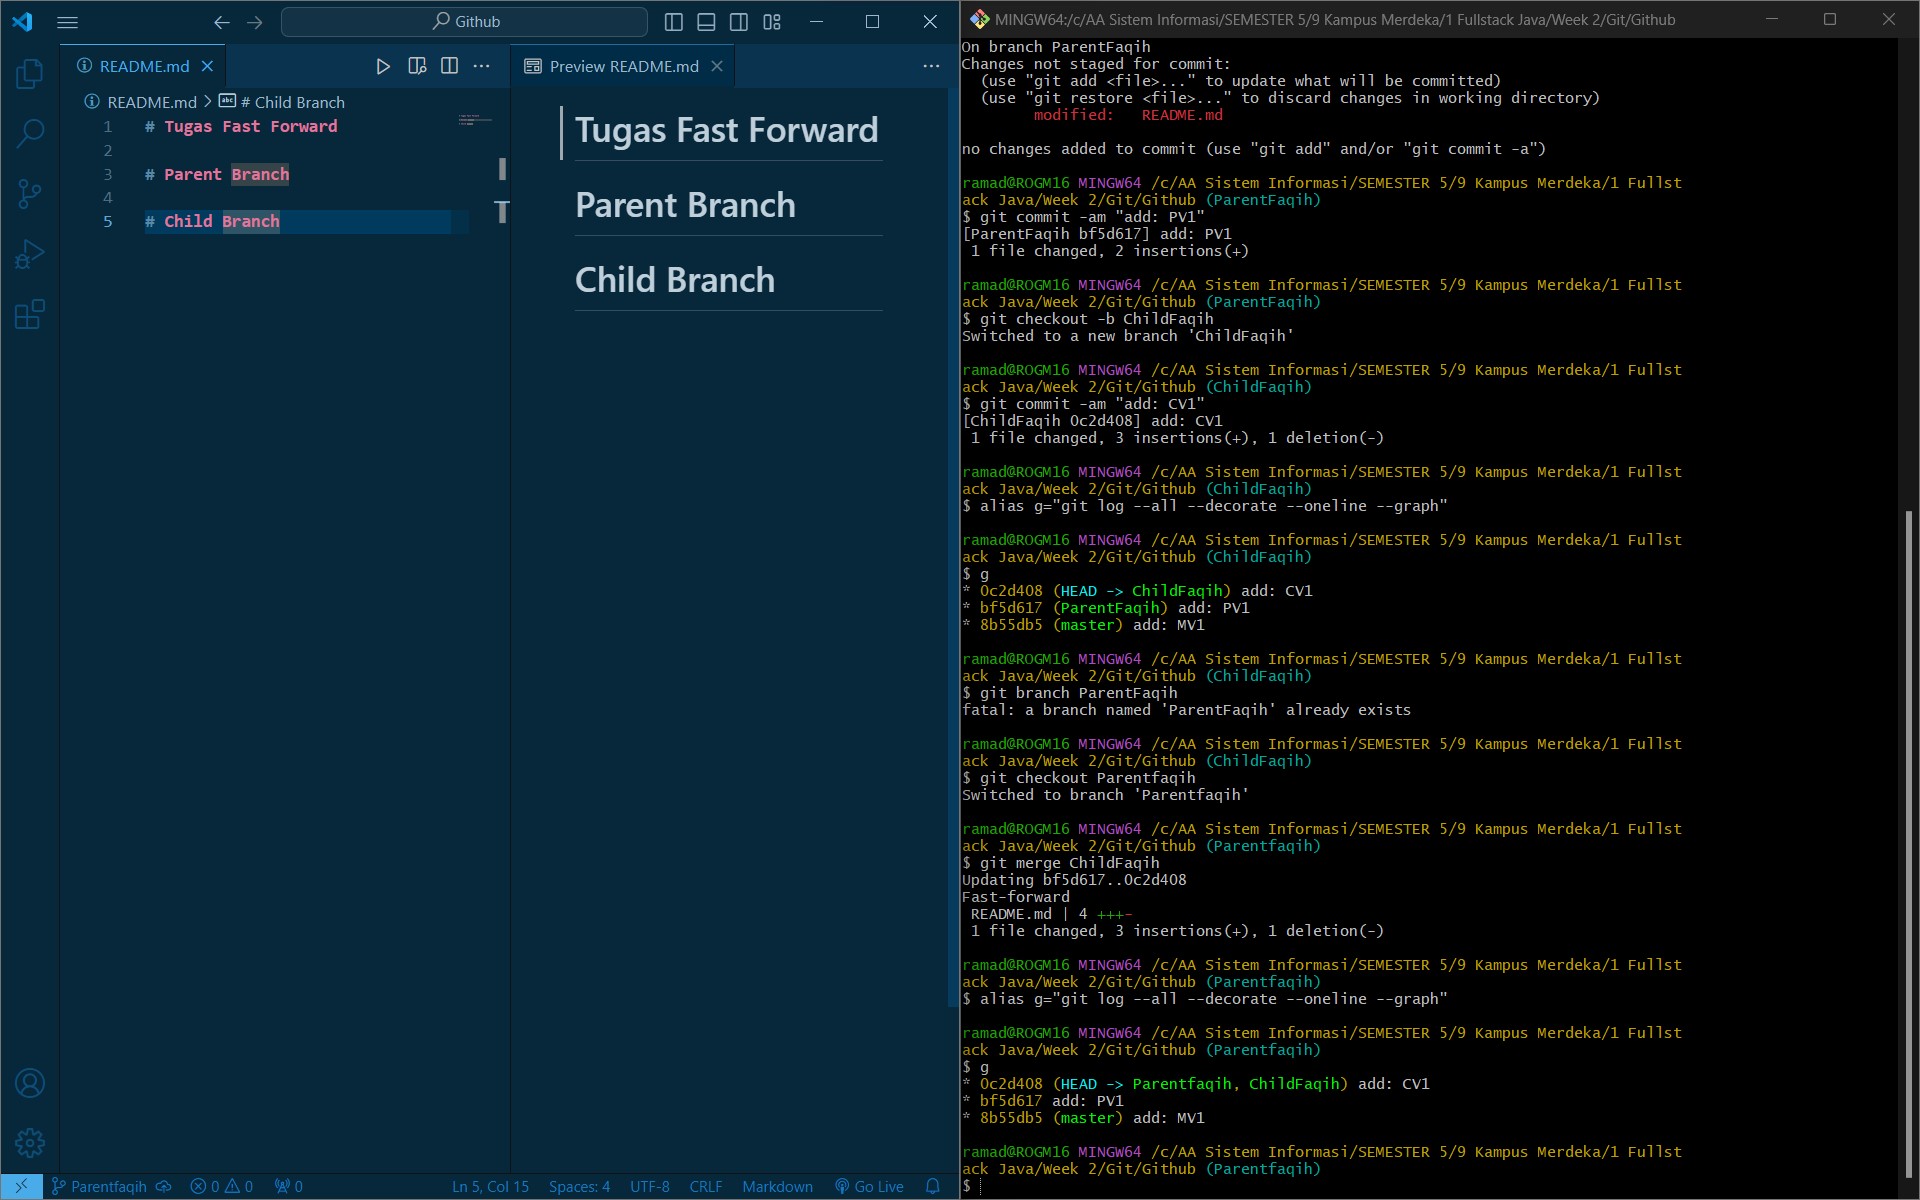 Github
README.md
README.md > # Child Branch
1 # Tugas Fast Forward
2
3 # Parent Branch
4
5 # Child Branch
Preview README.md
Tugas Fast Forward
Parent Branch
Child Branch
Parentfaqih 0 0 0 Ln 5, Col 15 Spaces: 4 UTF-8 CRLF Markdown Go Live
MINGW64:/c/AA Sistem Informasi/SEMESTER 5/9 Kampus Merdeka/1 Fullstack Java/Week 2/Git/Github
On branch ParentFaqih
Changes not staged for commit:
  (use "git add <file>..." to update what will be committed)
  (use "git restore <file>..." to discard changes in working directory)
        modified:   README.md
no changes added to commit (use "git add" and/or "git commit -a")
ramad@ROGM16 MINGW64 /c/AA Sistem Informasi/SEMESTER 5/9 Kampus Merdeka/1 Fullst
ack Java/Week 2/Git/Github (ParentFaqih)
$ git commit -am "add: PV1"
[ParentFaqih bf5d617] add: PV1
 1 file changed, 2 insertions(+)
ramad@ROGM16 MINGW64 /c/AA Sistem Informasi/SEMESTER 5/9 Kampus Merdeka/1 Fullst
ack Java/Week 2/Git/Github (ParentFaqih)
$ git checkout -b ChildFaqih
Switched to a new branch 'ChildFaqih'
ramad@ROGM16 MINGW64 /c/AA Sistem Informasi/SEMESTER 5/9 Kampus Merdeka/1 Fullst
ack Java/Week 2/Git/Github (ChildFaqih)
$ git commit -am "add: CV1"
[ChildFaqih 0c2d408] add: CV1
 1 file changed, 3 insertions(+), 1 deletion(-)
ramad@ROGM16 MINGW64 /c/AA Sistem Informasi/SEMESTER 5/9 Kampus Merdeka/1 Fullst
ack Java/Week 2/Git/Github (ChildFaqih)
$ alias g="git log --all --decorate --oneline --graph"
ramad@ROGM16 MINGW64 /c/AA Sistem Informasi/SEMESTER 5/9 Kampus Merdeka/1 Fullst
ack Java/Week 2/Git/Github (ChildFaqih)
$ g
* 0c2d408 (HEAD -> ChildFaqih) add: CV1
* bf5d617 (ParentFaqih) add: PV1
* 8b55db5 (master) add: MV1
ramad@ROGM16 MINGW64 /c/AA Sistem Informasi/SEMESTER 5/9 Kampus Merdeka/1 Fullst
ack Java/Week 2/Git/Github (ChildFaqih)
$ git branch ParentFaqih
fatal: a branch named 'ParentFaqih' already exists
ramad@ROGM16 MINGW64 /c/AA Sistem Informasi/SEMESTER 5/9 Kampus Merdeka/1 Fullst
ack Java/Week 2/Git/Github (ChildFaqih)
$ git checkout Parentfaqih
Switched to branch 'Parentfaqih'
ramad@ROGM16 MINGW64 /c/AA Sistem Informasi/SEMESTER 5/9 Kampus Merdeka/1 Fullst
ack Java/Week 2/Git/Github (Parentfaqih)
$ git merge ChildFaqih
Updating bf5d617..0c2d408
Fast-forward
 README.md | 4 +++-
 1 file changed, 3 insertions(+), 1 deletion(-)
ramad@ROGM16 MINGW64 /c/AA Sistem Informasi/SEMESTER 5/9 Kampus Merdeka/1 Fullst
ack Java/Week 2/Git/Github (Parentfaqih)
$ alias g="git log --all --decorate --oneline --graph"
ramad@ROGM16 MINGW64 /c/AA Sistem Informasi/SEMESTER 5/9 Kampus Merdeka/1 Fullst
ack Java/Week 2/Git/Github (Parentfaqih)
$ g
* 0c2d408 (HEAD -> Parentfaqih, ChildFaqih) add: CV1
* bf5d617 add: PV1
* 8b55db5 (master) add: MV1
ramad@ROGM16 MINGW64 /c/AA Sistem Informasi/SEMESTER 5/9 Kampus Merdeka/1 Fullst
ack Java/Week 2/Git/Github (Parentfaqih)
$